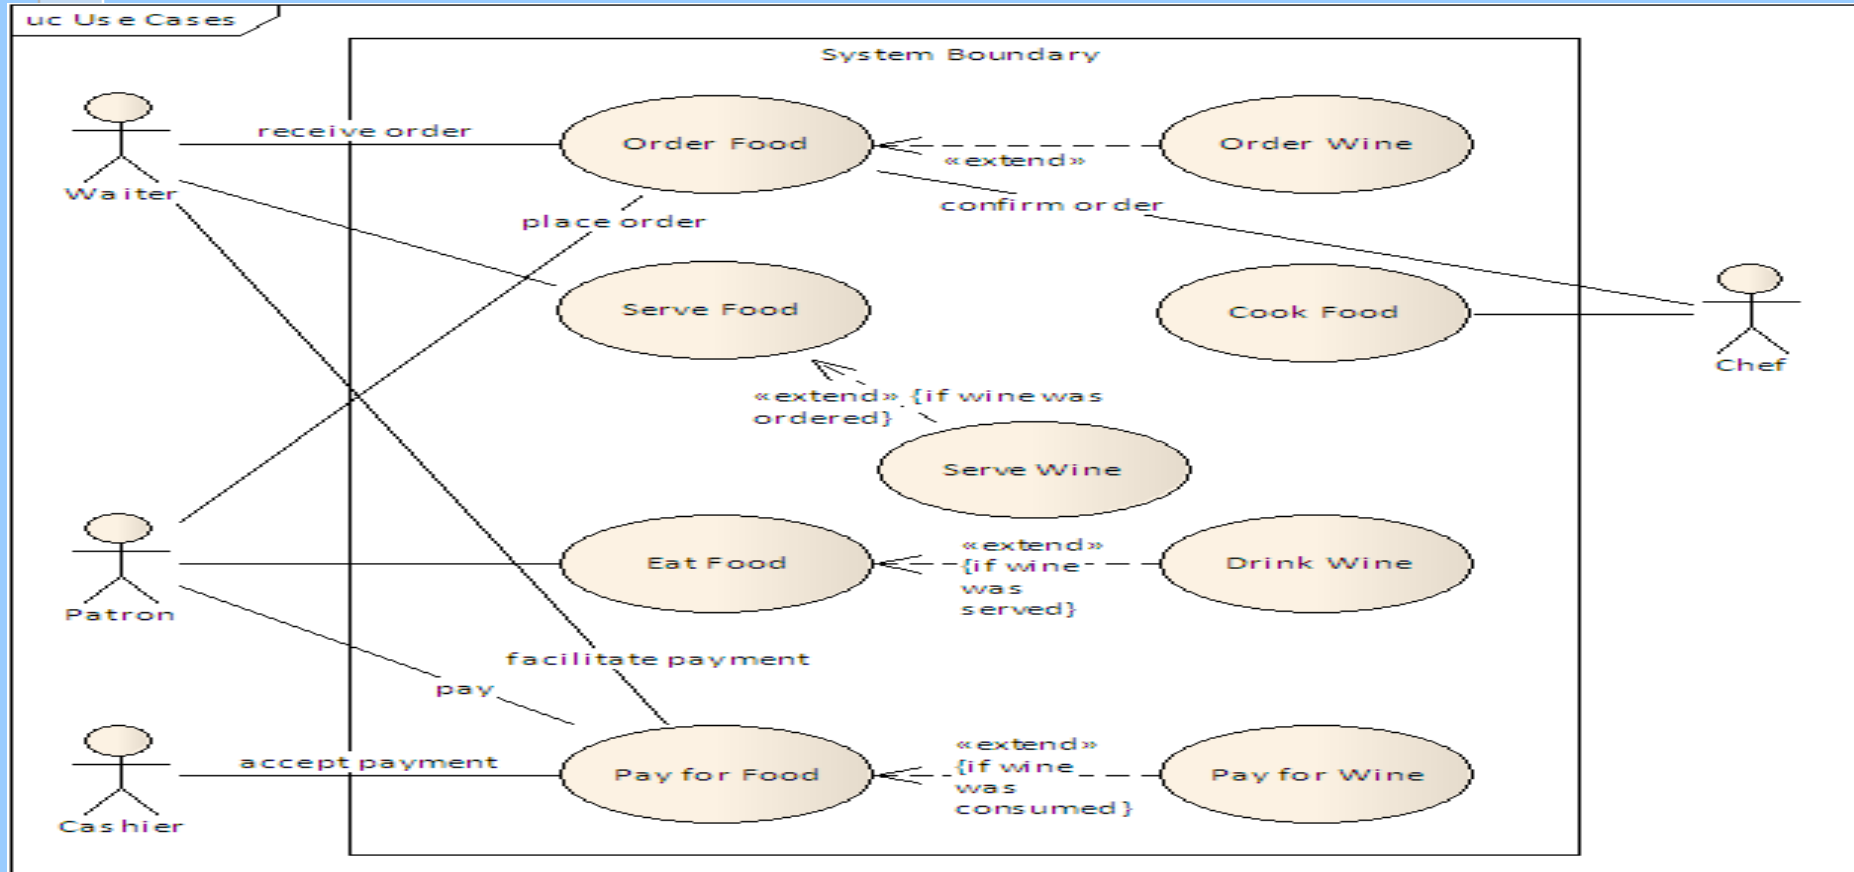 uc Use Cases
System Boundary
receive order
Order Food
Order Wine
«extend»
Waiter
confirm order
place order
Serve Food
Cook Food
Chef
«extend» {if wine was
ordered}
Serve Wine
Eat Food
«extend»
{if wine
was
served}
Drink Wine
Patron
facilitate payment
pay
accept payment
Pay for Food
«extend»
{if wine
was
consumed}
Pay for Wine
Cashier